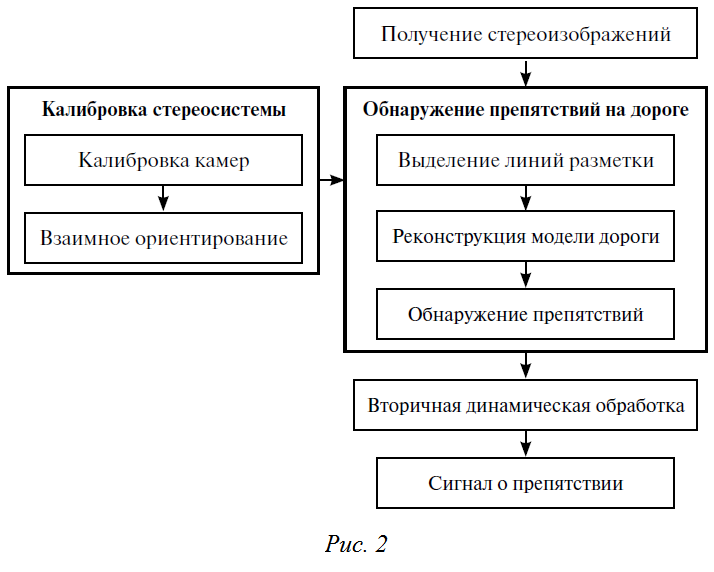 Получение стереоизображений
Калибровка стереосистемы
Калибровка камер
Взаимное ориентирование
Обнаружение препятствий на дороге
Выделение линий разметки
Реконструкция модели дороги
Обнаружение препятствий
Вторичная динамическая обработка
Сигнал о препятствии
Рис. 2